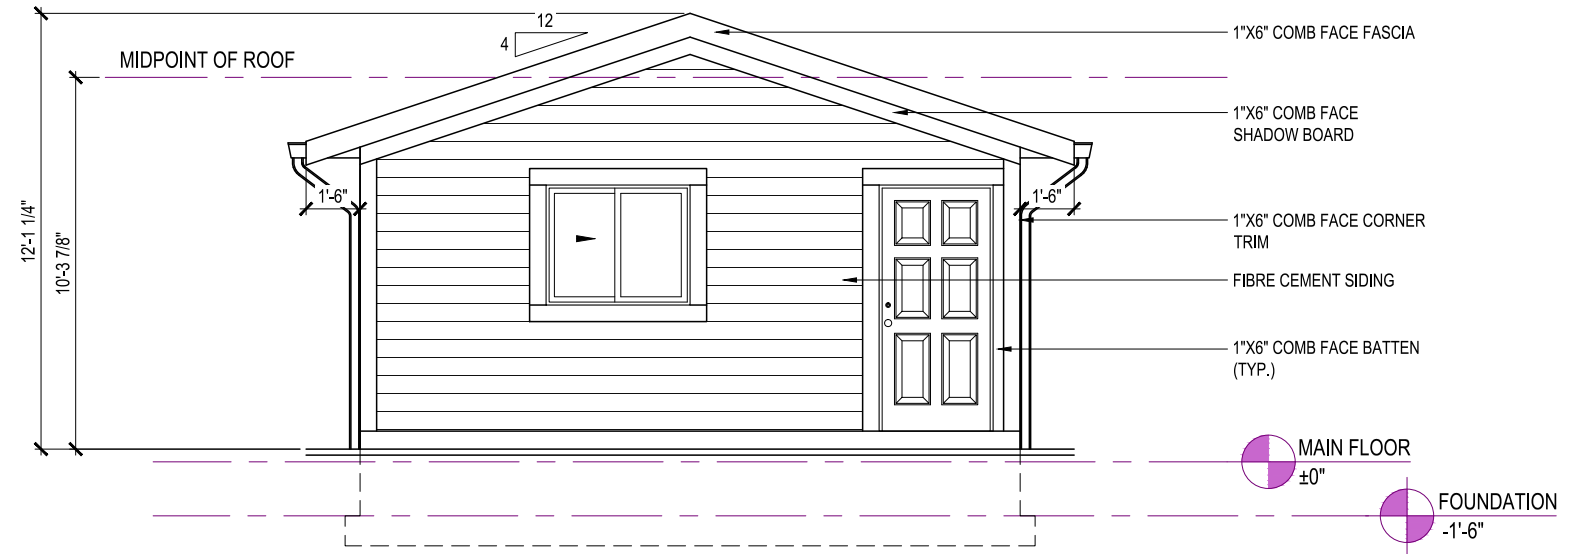 12
4
MIDPOINT OF ROOF
1"X6" COMB FACE FASCIA
1"X6" COMB FACE
SHADOW BOARD
1'-6"
1'-6"
12'-1 1/4"
10'-3 7/8"
1"X6" COMB FACE CORNER
TRIM
FIBRE CEMENT SIDING
1"X6" COMB FACE BATTEN
(TYP.)
MAIN FLOOR
±0"
FOUNDATION
-1'-6"